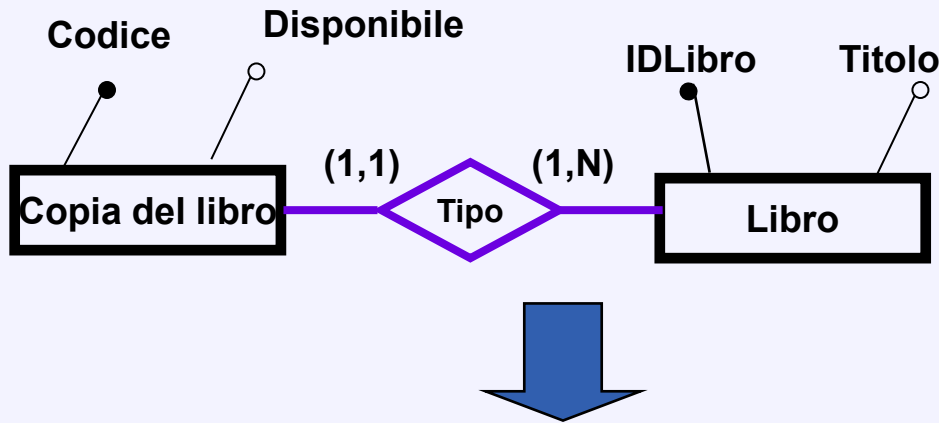 Codice
Disponibile
IDLibro
Titolo
(1,1)
(1,N)
Copia del libro
Tipo
Libro